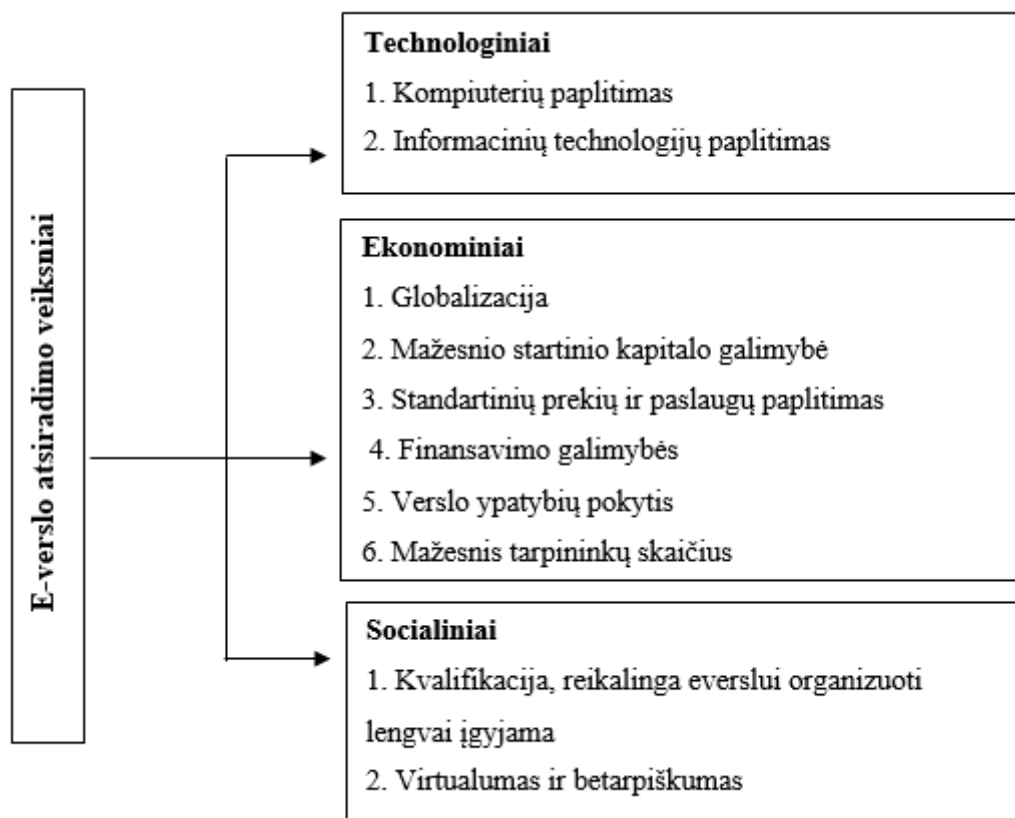 E-verslo atsiradimo veiksniai
Technologiniai
1. Kompiuterių paplitimas
2. Informacinių technologijų paplitimas
Ekonominiai
1. Globalizacija
2. Mažesnio startinio kapitalo galimybė
3. Standartinių prekių ir paslaugų paplitimas
4. Finansavimo galimybės
5. Verslo ypatybių pokytis
6. Mažesnis tarpininkų skaičius
Socialiniai
1. Kvalifikacija, reikalinga everslui organizuoti
lengvai įgyjama
2. Virtualumas ir betarpiškumas